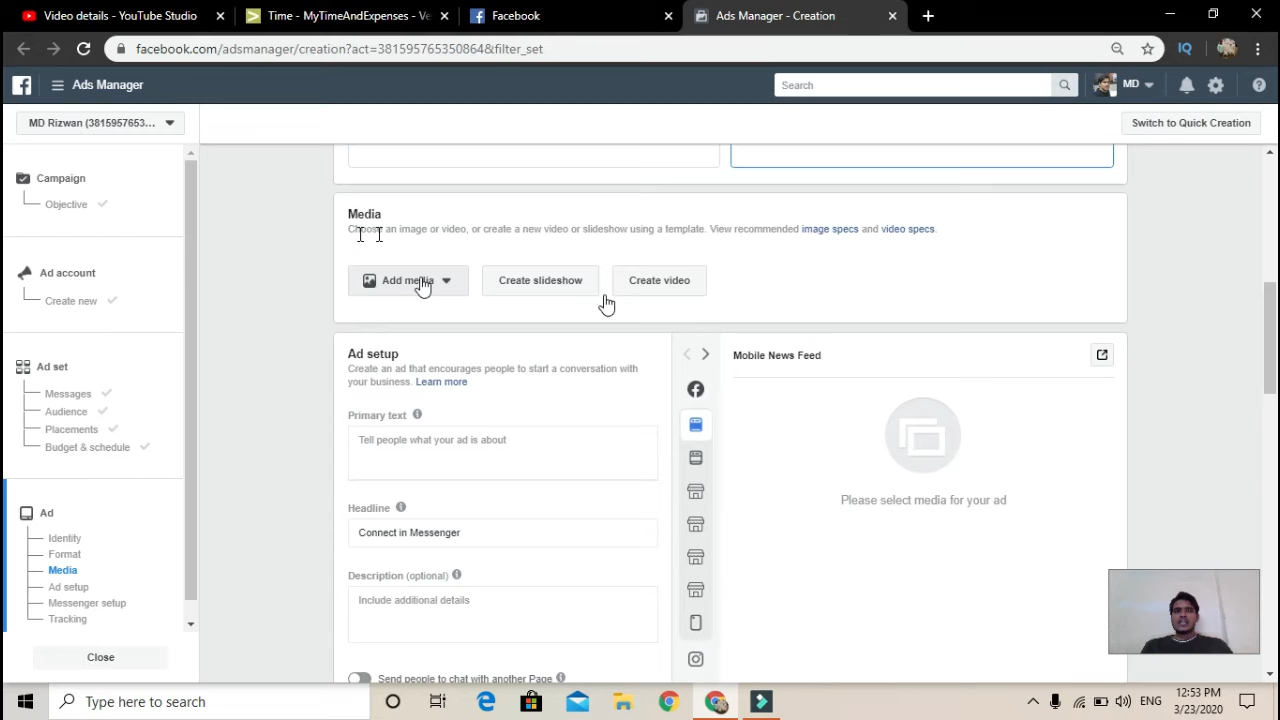 Media details - YouTube Studio
Time - MyTimeAndExpenses - Ve
Facebook
Ads Manager - Creation
facebook.com/adsmanager/creation?act=381595765350864&filter_set
IQ
Ads Manager
Search
MD
MD Rizwan (3815957653...
Switch to Quick Creation
Campaign
Objective
Ad account
Create new
Ad set
Messages
Audience
Placements
Budget & schedule
Ad
Identity
Format
Media
Ad setup
Messenger setup
Tracking
Close
Media
Choose an image or video, or create a new video or slideshow using a template. View recommended image specs and video specs.
Add media
Create slideshow
Create video
Ad setup
Create an ad that encourages people to start a conversation with
your business. Learn more
Primary text
Tell people what your ad is about
Headline
Connect in Messenger
Description (optional)
Include additional details
Send people to chat with another Page
Mobile News Feed
Please select media for your ad
Type here to search
ENG
12:53 PM
3/23/2020